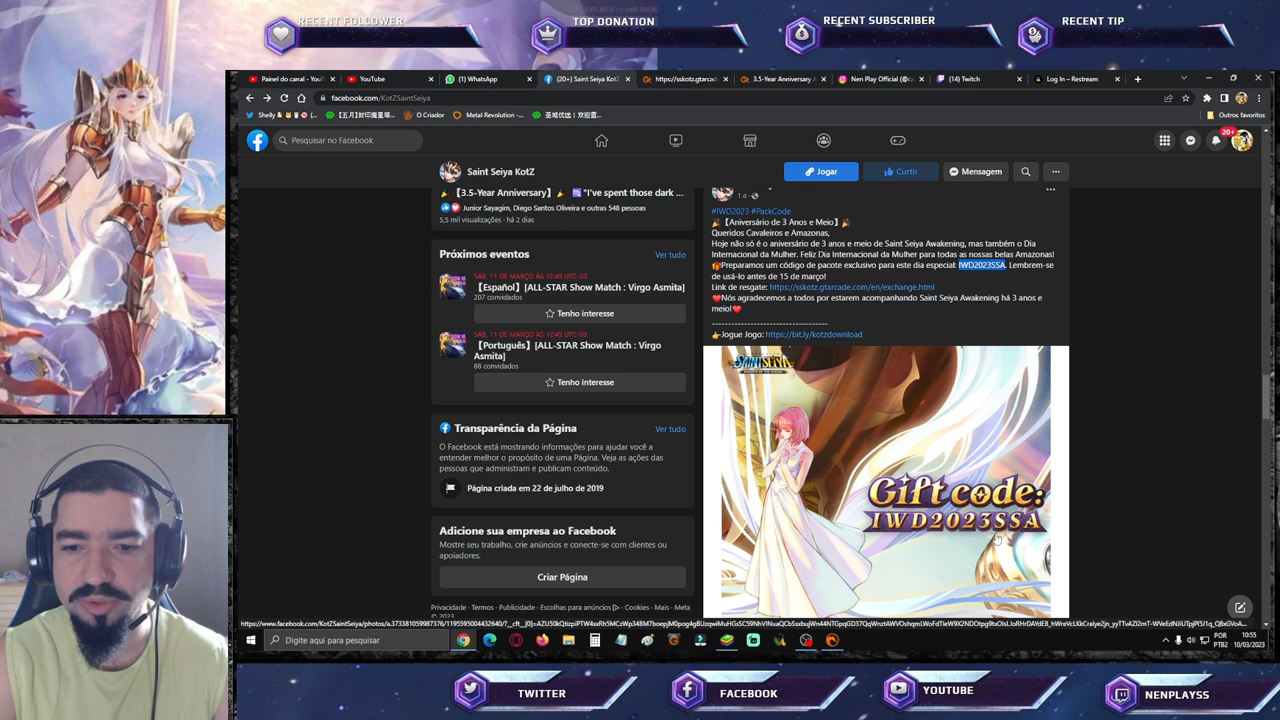 RECENT FOLLOWER
TOP DONATION
RECENT SUBSCRIBER
RECENT TIP
Painel do canal - You
YouTube
(1) WhatsApp
(20+) Saint Seiya KotZ
https://sskotz.gtarcad
3.5-Year Anniversary
Nen Play Official (@ca
(14) Twitch
Log In – Restream
facebook.com/KotZSaintSeiya
O Criador
Metal Revolution -...
Outros favoritos
Pesquisar no Facebook
20+
Saint Seiya KotZ
Jogar
Curtir
Mensagem
【3.5-Year Anniversary】 "I've spent those dark ...
Junior Sayagim, Diego Santos Oliveira e outras 548 pessoas
5,5 mil visualizações · há 2 dias
Próximos eventos
Ver tudo
SÁB, 11 DE MARÇO ÀS 12:45 UTC-03
【Español】[ALL-STAR Show Match : Virgo Asmita]
207 convidados
Tenho interesse
SÁB, 11 DE MARÇO ÀS 12:45 UTC-03
【Português】[ALL-STAR Show Match : Virgo
Asmita]
88 convidados
Tenho interesse
Transparência da Página
Ver tudo
O Facebook está mostrando informações para ajudar você a
entender melhor o propósito de uma Página. Veja as ações das
pessoas que administram e publicam conteúdo.
Página criada em 22 de julho de 2019
Adicione sua empresa ao Facebook
Mostre seu trabalho, crie anúncios e conecte-se com clientes ou
apoiadores.
Criar Página
Privacidade · Termos · Publicidade · Escolhas para anúncios · Cookies · Mais · Meta
© 2023
1 d ·
#IWD2023 #PackCode
【Aniversário de 3 Anos e Meio】
Queridos Cavaleiros e Amazonas,
Hoje não só é o aniversário de 3 anos e meio de Saint Seiya Awakening, mas também o Dia
Internacional da Mulher. Feliz Dia Internacional da Mulher para todas as nossas belas Amazonas!
Preparamos um código de pacote exclusivo para este dia especial: IWD2023SSA. Lembrem-se
de usá-lo antes de 15 de março!
Link de resgate: https://sskotz.gtarcade.com/en/exchange.html
Nós agradecemos a todos por estarem acompanhando Saint Seiya Awakening há 3 anos e
meio!
------------------------------------
Jogue Jogo: https://bit.ly/kotzdownload
SAINT SEIYA
Gift code:
IWD2023SSA
Digite aqui para pesquisar
POR
PTB2
10:55
10/03/2023
TWITTER
FACEBOOK
YOUTUBE
NENPLAYSS